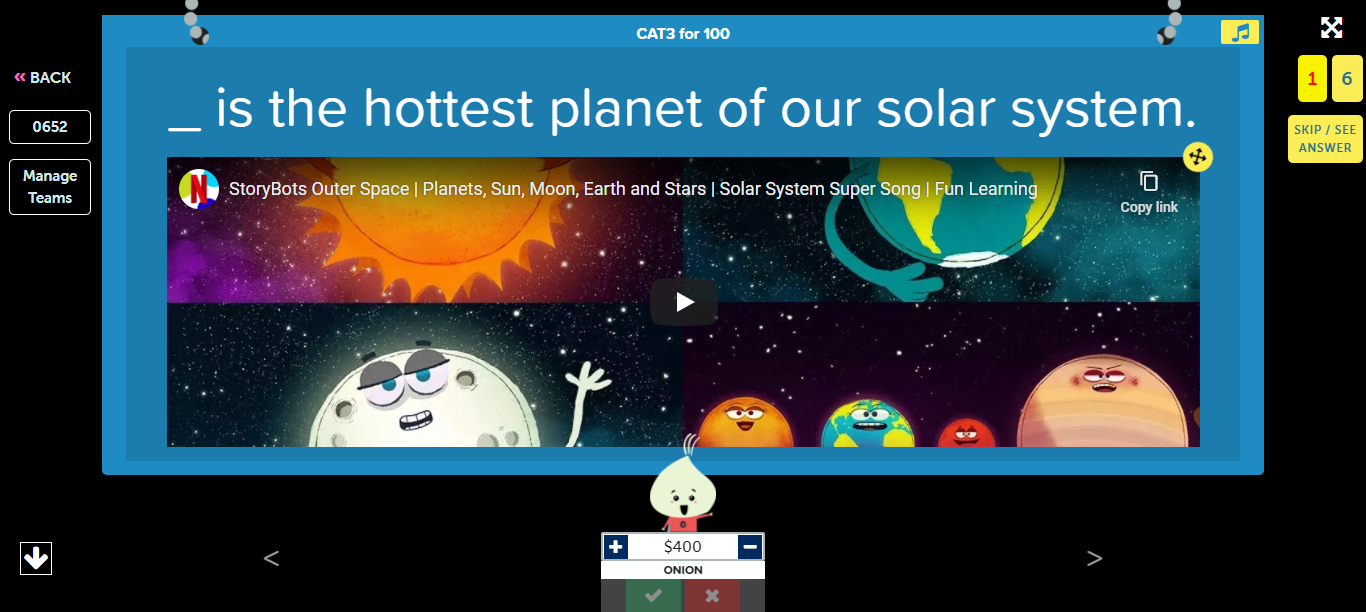 CAT3 for 100
« BACK
1 6
__ is the hottest planet of our solar system.
0652
SKIP / SEE
ANSWER
Manage
Teams
N
StoryBots Outer Space | Planets, Sun, Moon, Earth and Stars | Solar System Super Song | Fun Learning
Copy link
< + $400 − >
ONION